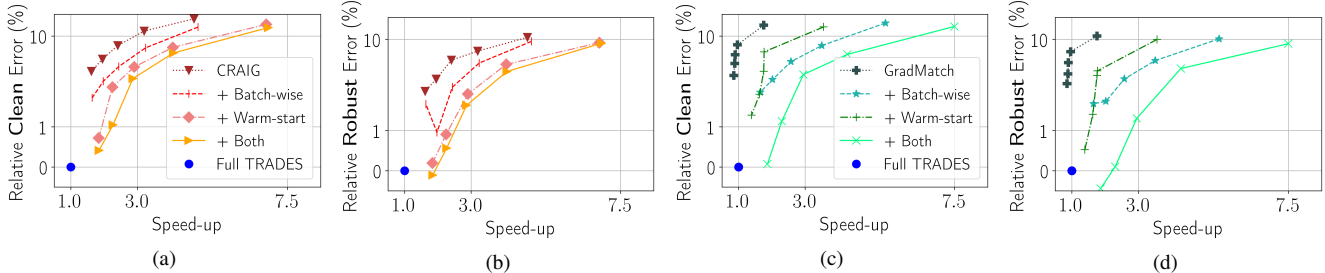 Relative Clean Error (%)
10
1
0
1.0 3.0 7.5
Speed-up
CRAIG
+ Batch-wise
+ Warm-start
+ Both
Full TRADES
(a)
Relative Robust Error (%)
10
1
0
1.0 3.0 7.5
Speed-up
(b)
Relative Clean Error (%)
10
1
0
1.0 3.0 7.5
Speed-up
GradMatch
+ Batch-wise
+ Warm-start
+ Both
Full TRADES
(c)
Relative Robust Error (%)
10
1
0
1.0 3.0 7.5
Speed-up
(d)